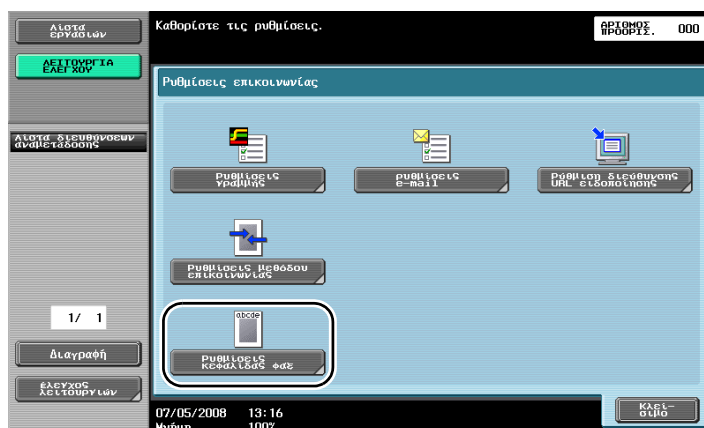 Λίστα
εργασιών
Καθορίστε τις ρυθμίσεις.
ΑΡΙΘΜΟΣ
ΠΡΟΟΡΙΣ.
000
ΛΕΙΤΟΥΡΓΙΑ
ΕΛΕΓΧΟΥ
Ρυθμίσεις επικοινωνίας
Λίστα διευθύνσεων
αναμετάδοσης
Ρυθμίσεις
γραμμής
Ρυθμίσεις
e-mail
Ρύθμιση διεύθυνσης
URL ειδοποίησης
Ρυθμίσεις μεθόδου
επικοινωνίας
1/ 1
abcde
Διαγραφή
Ρυθμίσεις
κεφαλίδας φαξ
Έλεγχος
λειτουργιών
07/05/2008 13:16
Μνήμη 100%
Κλεί-
σιμο